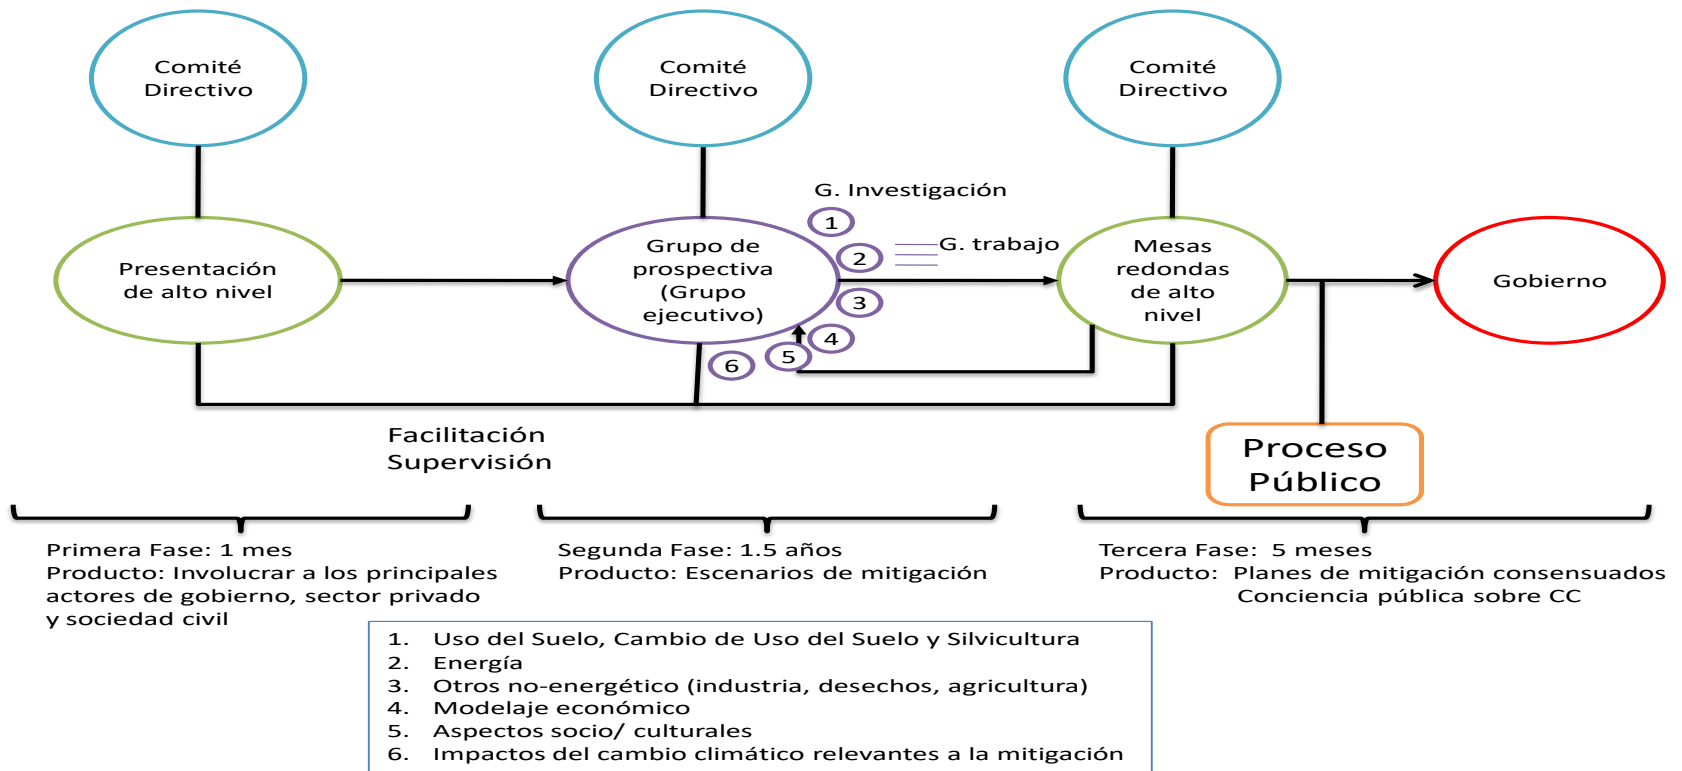 Comité
Directivo
Comité
Directivo
Comité
Directivo
G. Investigación
1
2
3
4
5
6
G. trabajo
Presentación
de alto nivel
Grupo de
prospectiva
(Grupo
ejecutivo)
Mesas
redondas
de alto
nivel
Gobierno
Facilitación
Supervisión
Proceso
Público
Primera Fase: 1 mes
Producto: Involucrar a los principales
actores de gobierno, sector privado
y sociedad civil
Segunda Fase: 1.5 años
Producto: Escenarios de mitigación
Tercera Fase: 5 meses
Producto: Planes de mitigación consensuados
Conciencia pública sobre CC
1. Uso del Suelo, Cambio de Uso del Suelo y Silvicultura
2. Energía
3. Otros no-energético (industria, desechos, agricultura)
4. Modelaje económico
5. Aspectos socio/ culturales
6. Impactos del cambio climático relevantes a la mitigación